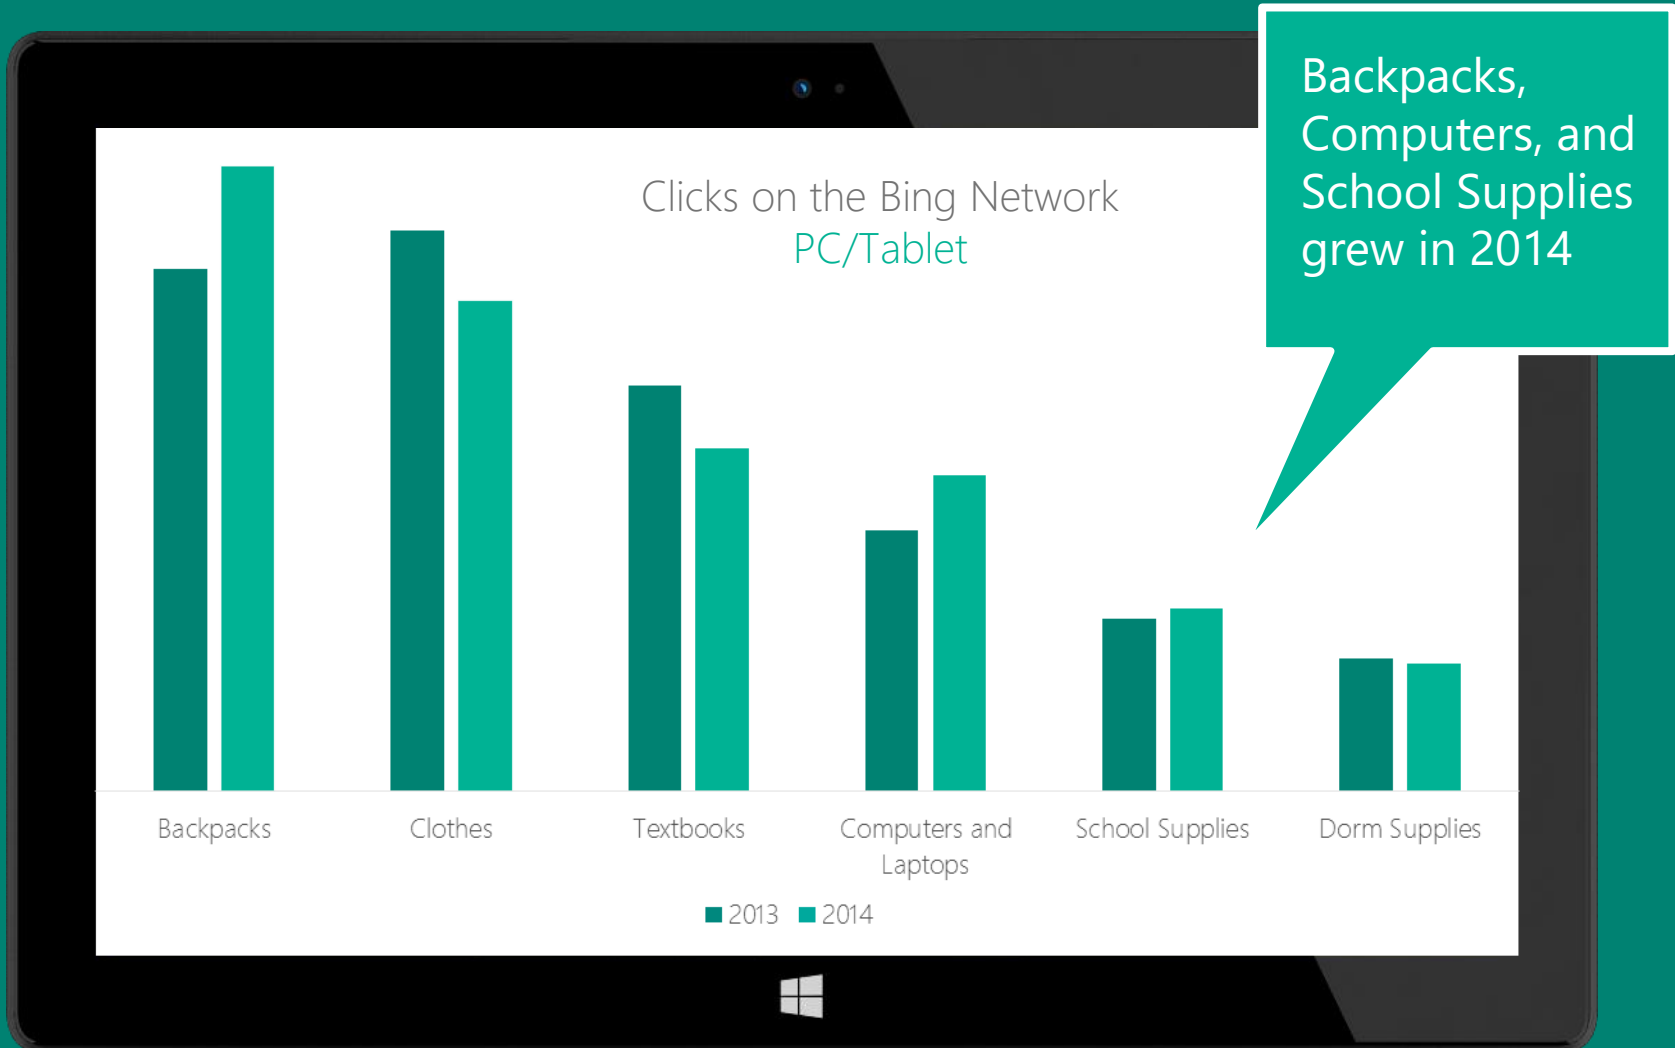 Backpacks,
Computers, and
School Supplies
grew in 2014
Clicks on the Bing Network
PC/Tablet
Backpacks
Clothes
Textbooks
Computers and
Laptops
School Supplies
Dorm Supplies
2013
2014